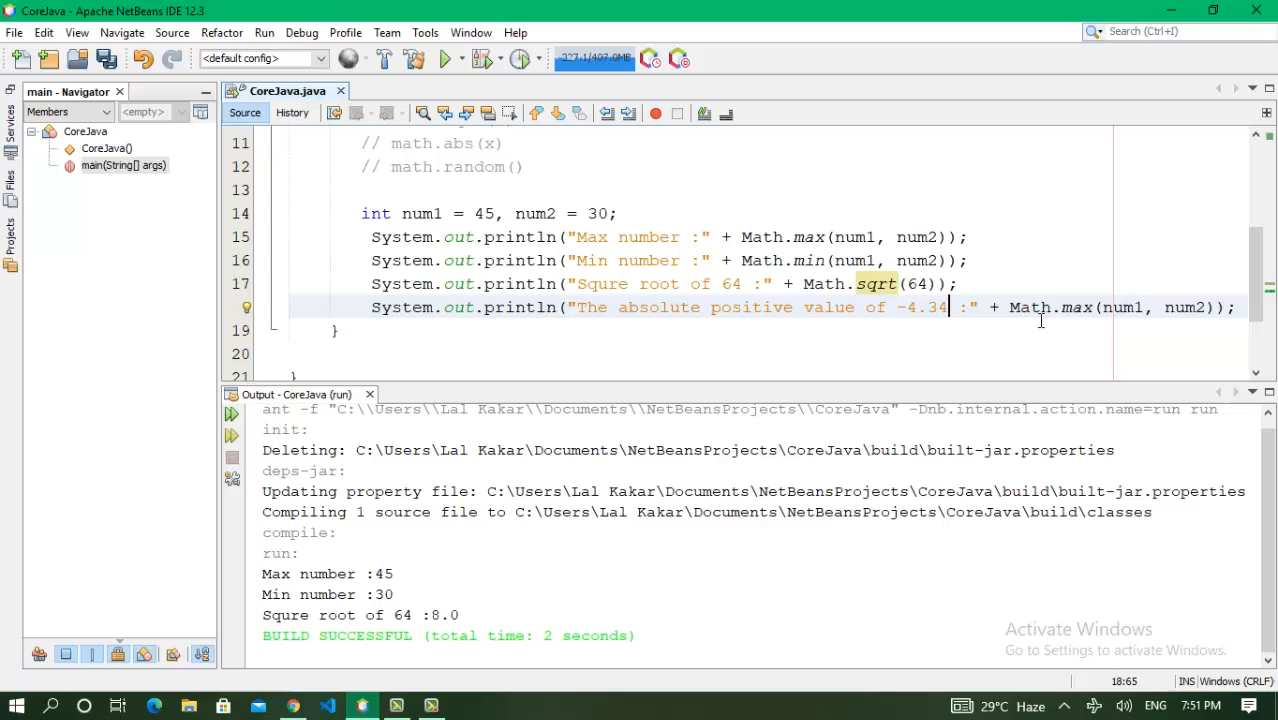 CoreJava - Apache NetBeans IDE 12.3
File Edit View Navigate Source Refactor Run Debug Profile Team Tools Window Help
Search (Ctrl+I)
<default config>
227.1/407.0MB
main - Navigator
CoreJava.java
Members
<empty>
Source History
CoreJava
CoreJava()
main(String[] args)
Services
Files
Projects
11 // math.abs(x)
12 // math.random()
13
14 int num1 = 45, num2 = 30;
15 System.out.println("Max number :" + Math.max(num1, num2));
16 System.out.println("Min number :" + Math.min(num1, num2));
17 System.out.println("Squre root of 64 :" + Math.sqrt(64));
18 System.out.println("The absolute positive value of -4.34 :" + Math.max(num1, num2));
19 }
20
21 }
Output - CoreJava (run)
ant -f "C:\\Users\\Lal Kakar\\Documents\\NetBeansProjects\\CoreJava" -Dnb.internal.action.name=run run
init:
Deleting: C:\Users\Lal Kakar\Documents\NetBeansProjects\CoreJava\build\built-jar.properties
deps-jar:
Updating property file: C:\Users\Lal Kakar\Documents\NetBeansProjects\CoreJava\build\built-jar.properties
Compiling 1 source file to C:\Users\Lal Kakar\Documents\NetBeansProjects\CoreJava\build\classes
compile:
run:
Max number :45
Min number :30
Squre root of 64 :8.0
BUILD SUCCESSFUL (total time: 2 seconds)
Activate Windows
Go to Settings to activate Windows.
18:65 INS Windows (CRLF)
29°C Haze ENG 7:51 PM